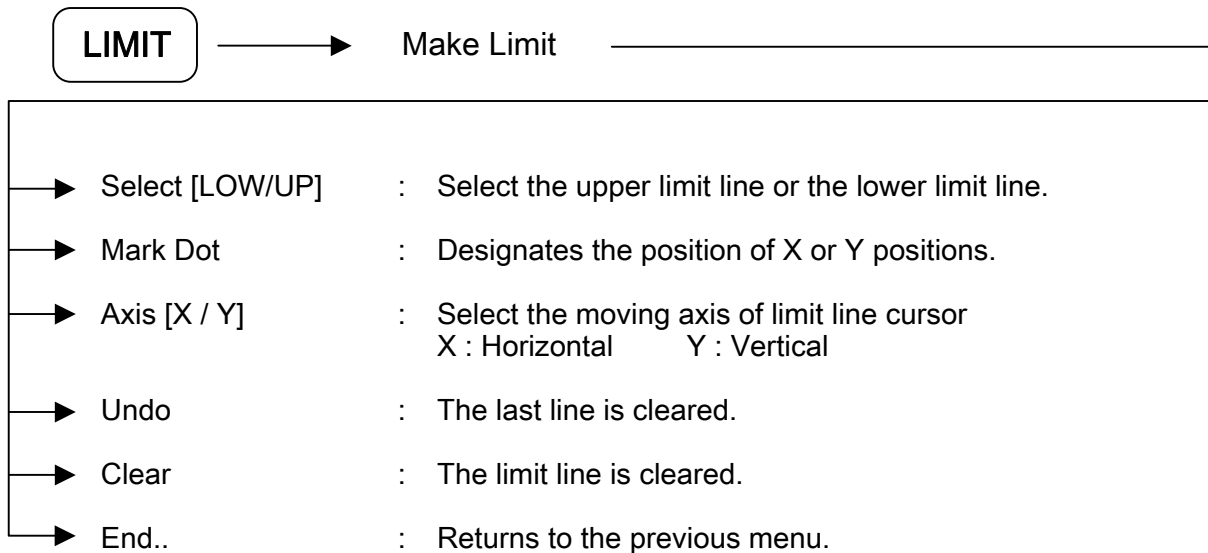 LIMIT Make Limit
Select [LOW/UP] : Select the upper limit line or the lower limit line.
Mark Dot : Designates the position of X or Y positions.
Axis [X / Y] : Select the moving axis of limit line cursor
X : Horizontal Y : Vertical
Undo : The last line is cleared.
Clear : The limit line is cleared.
End.. : Returns to the previous menu.